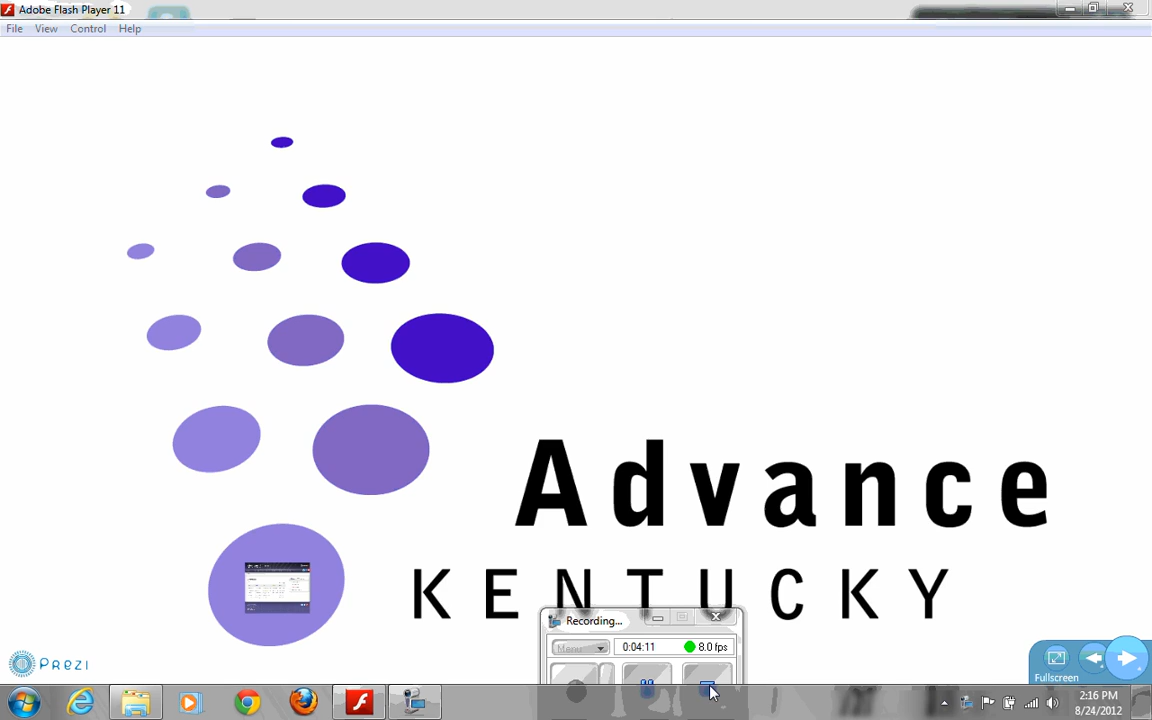 Adobe Flash Player 11
File View Control Help
Advance
KENTUCKY
Recording...
Menu 0:04:11 8.0 fps
PREZI
Fullscreen
2:16 PM
8/24/2012